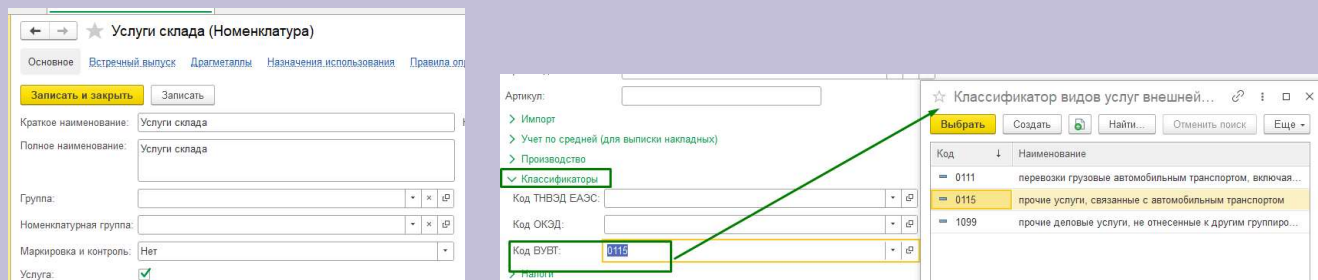 Услуги склада (Номенклатура)
Основное Встречный выпуск Драгметаллы Назначения использования Правила
Записать и закрыть Записать
Краткое наименование: Услуги склада
Полное наименование: Услуги склада
Группа:
Номенклатурная группа:
Маркировка и контроль: Нет
Услуга:
Артикул:
Импорт
Учет по средней (для выписки накладных)
Производство
Классификаторы
Код ТНВЭД ЕАЭС:
Код ОКЭД:
Код ВУВТ: 0115
Налоги
Классификатор видов услуг внешней...
Выбрать Создать Найти... Отменить поиск Еще
Код Наименование
0111 перевозки грузовые автомобильным транспортом, включая...
0115 прочие услуги, связанные с автомобильным транспортом
1099 прочие деловые услуги, не отнесенные к другим группиро...